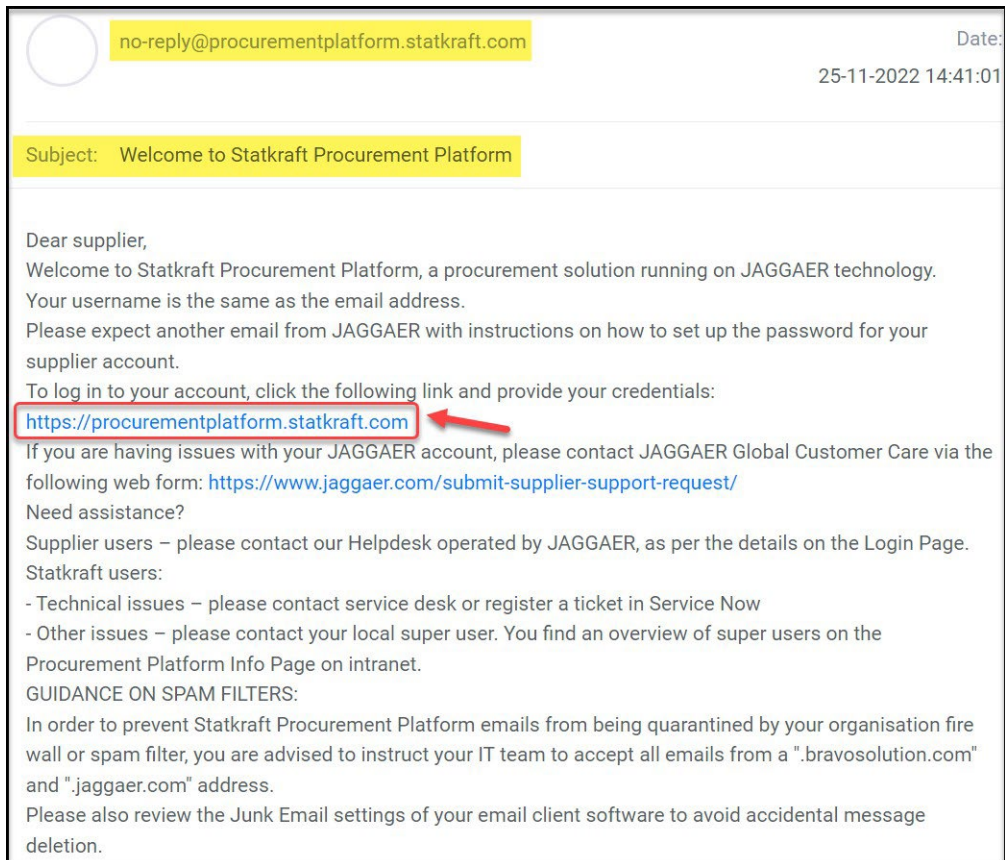 no-reply@procurementplatform.statkraft.com
Date:
25-11-2022 14:41:01
Subject: Welcome to Statkraft Procurement Platform
Dear supplier,
Welcome to Statkraft Procurement Platform, a procurement solution running on JAGGAER technology.
Your username is the same as the email address.
Please expect another email from JAGGAER with instructions on how to set up the password for your
supplier account.
To log in to your account, click the following link and provide your credentials:
https://procurementplatform.statkraft.com
If you are having issues with your JAGGAER account, please contact JAGGAER Global Customer Care via the
following web form: https://www.jaggaer.com/submit-supplier-support-request/
Need assistance?
Supplier users – please contact our Helpdesk operated by JAGGAER, as per the details on the Login Page.
Statkraft users:
- Technical issues – please contact service desk or register a ticket in Service Now
- Other issues – please contact your local super user. You find an overview of super users on the
Procurement Platform Info Page on intranet.
GUIDANCE ON SPAM FILTERS:
In order to prevent Statkraft Procurement Platform emails from being quarantined by your organisation fire
wall or spam filter, you are advised to instruct your IT team to accept all emails from a ".bravosolution.com"
and ".jaggaer.com" address.
Please also review the Junk Email settings of your email client software to avoid accidental message
deletion.